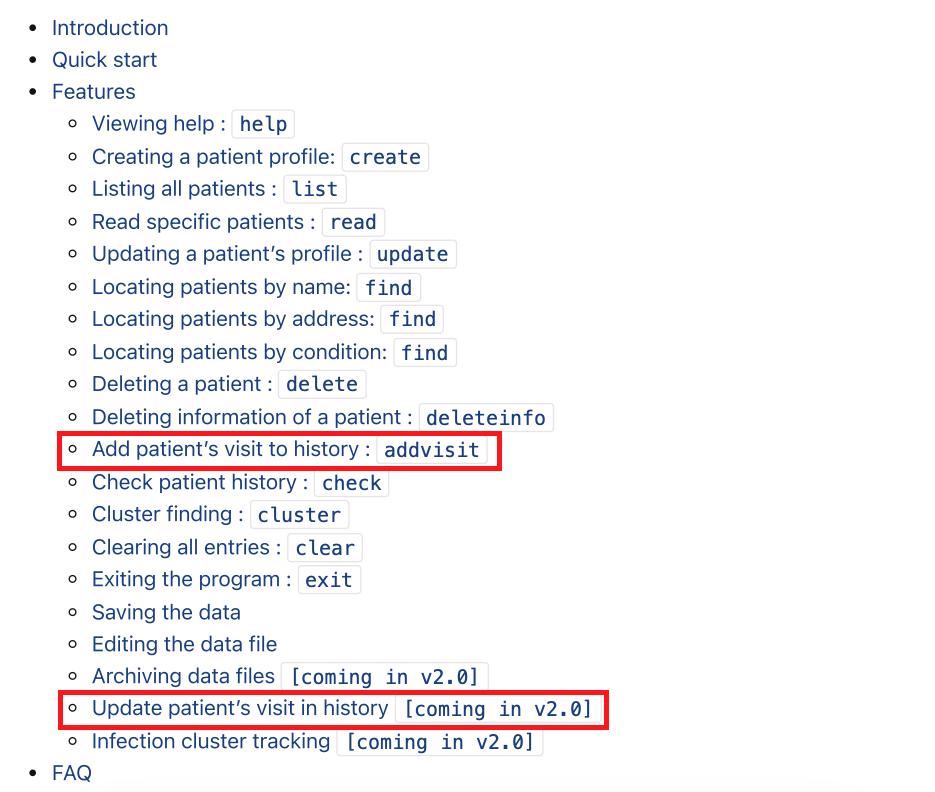 Introduction
Quick start
Features
Viewing help : help
Creating a patient profile: create
Listing all patients : list
Read specific patients : read
Updating a patient’s profile : update
Locating patients by name: find
Locating patients by address: find
Locating patients by condition: find
Deleting a patient : delete
Deleting information of a patient : deleteinfo
Add patient’s visit to history : addvisit
Check patient history : check
Cluster finding : cluster
Clearing all entries : clear
Exiting the program : exit
Saving the data
Editing the data file
Archiving data files [coming in v2.0]
Update patient’s visit in history [coming in v2.0]
Infection cluster tracking [coming in v2.0]
FAQ